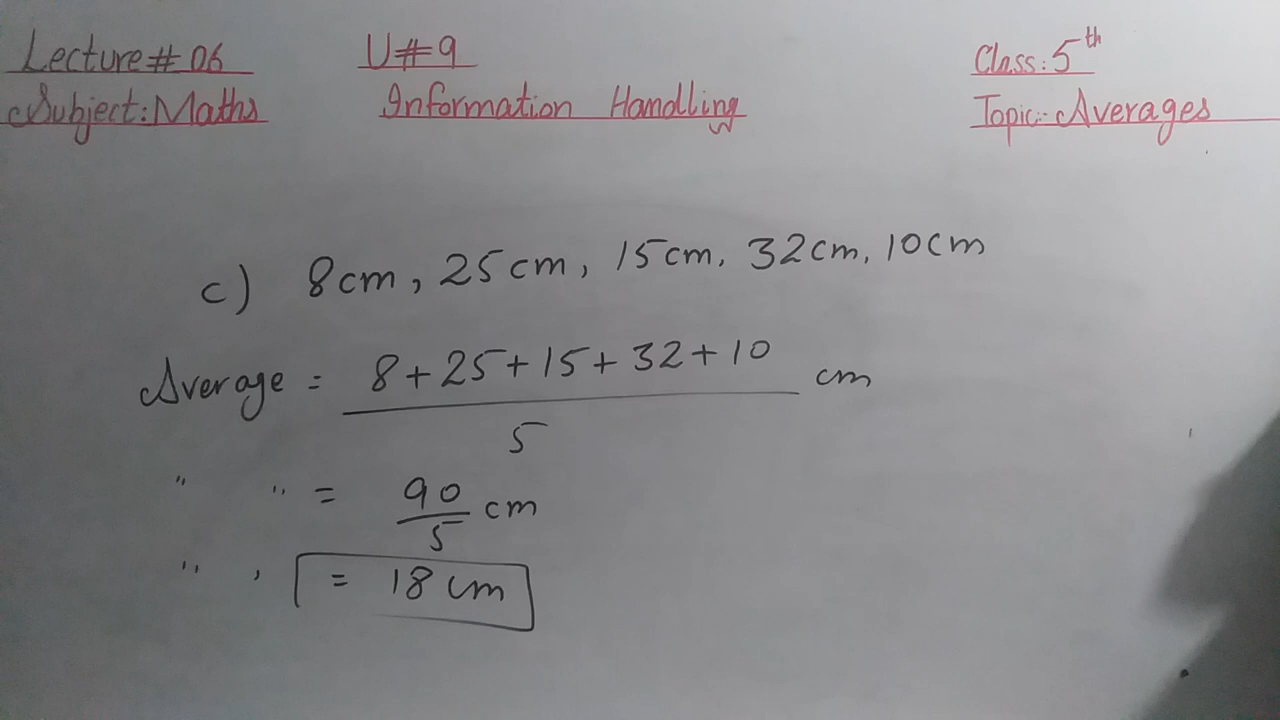 Lecture# 06 U#9 Class: 5th
Subject: Maths Information Handling Topic:- Averages
c) 8cm, 25cm, 15cm, 32cm, 10cm
Average = 8+25+15+32+10 cm
5
" " = 90 cm
5
" , = 18 cm